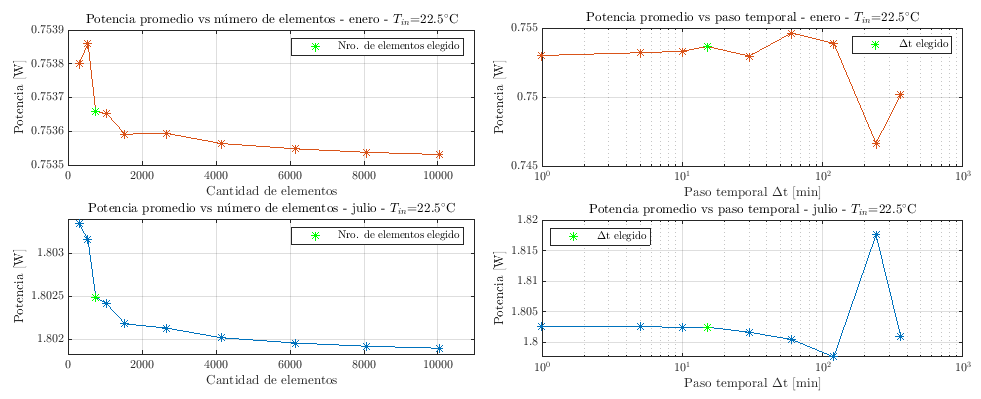 Potencia promedio vs número de elementos - enero - T_in=22.5°C
Potencia [W]
0.7539
0.7538
0.7537
0.7536
0.7535
Nro. de elementos elegido
0 2000 4000 6000 8000 10000
Cantidad de elementos
Potencia promedio vs paso temporal - enero - T_in=22.5°C
Potencia [W]
0.755
0.75
0.745
Δt elegido
10^0 10^1 10^2 10^3
Paso temporal Δt [min]
Potencia promedio vs número de elementos - julio - T_in=22.5°C
Potencia [W]
1.803
1.8025
1.802
Nro. de elementos elegido
0 2000 4000 6000 8000 10000
Cantidad de elementos
Potencia promedio vs paso temporal - julio - T_in=22.5°C
Potencia [W]
1.82
1.815
1.81
1.805
1.8
Δt elegido
10^0 10^1 10^2 10^3
Paso temporal Δt [min]